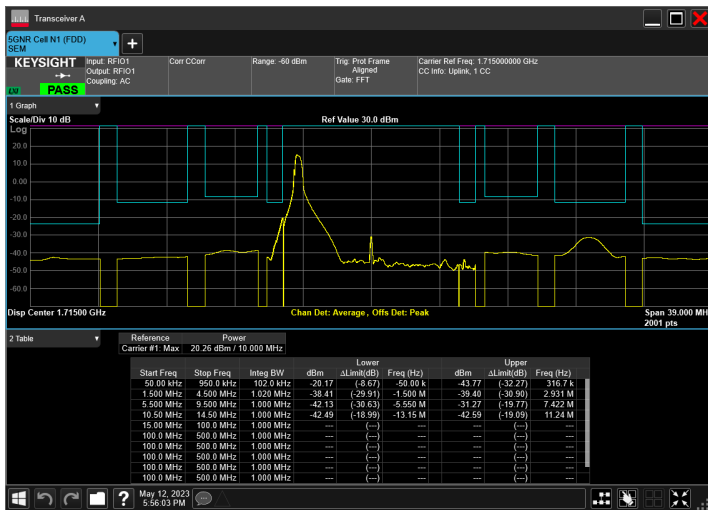 Transceiver A
5GNR Cell N1 (FDD)
SEM
KEYSIGHT Input: RFIO1 Corr CCorr Range: -60 dBm Trig: Prot Frame Carrier Ref Freq: 1.715000000 GHz
Output: RFIO1 Aligned CC Info: Uplink, 1 CC
Coupling: AC Gate: FFT
PASS
1 Graph
Scale/Div 10 dB Ref Value 30.0 dBm
Log
20.0
10.0
0.00
-10.0
-20.0
-30.0
-40.0
-50.0
-60.0
Disp Center 1.71500 GHz Chan Det: Average, Offs Det: Peak Span 39.000 MH
2001 pts
2 Table Reference Power
Carrier #1: Max 20.26 dBm / 10.000 MHz
Lower Upper
Start Freq Stop Freq Integ BW dBm ΔLimit(dB) Freq (Hz) dBm ΔLimit(dB) Freq (Hz)
50.00 kHz 950.0 kHz 102.0 kHz -20.17 (-8.67) -50.00 k -43.77 (-32.27) 316.7 k
1.500 MHz 4.500 MHz 1.020 MHz -38.41 (-29.91) -1.500 M -39.40 (-30.90) 2.931 M
5.500 MHz 9.500 MHz 1.000 MHz -42.13 (-30.63) -5.550 M -31.27 (-19.77) 7.422 M
10.50 MHz 14.50 MHz 1.000 MHz -42.49 (-18.99) -13.15 M -42.59 (-19.09) 11.24 M
15.00 MHz 100.0 MHz 1.000 MHz --- (---) --- --- (---) ---
100.0 MHz 500.0 MHz 1.000 MHz --- (---) --- --- (---) ---
100.0 MHz 500.0 MHz 1.000 MHz --- (---) --- --- (---) ---
100.0 MHz 500.0 MHz 1.000 MHz --- (---) --- --- (---) ---
100.0 MHz 500.0 MHz 1.000 MHz --- (---) --- --- (---) ---
100.0 MHz 500.0 MHz 1.000 MHz --- (---) --- --- (---) ---
May 12, 2023
5:56:03 PM